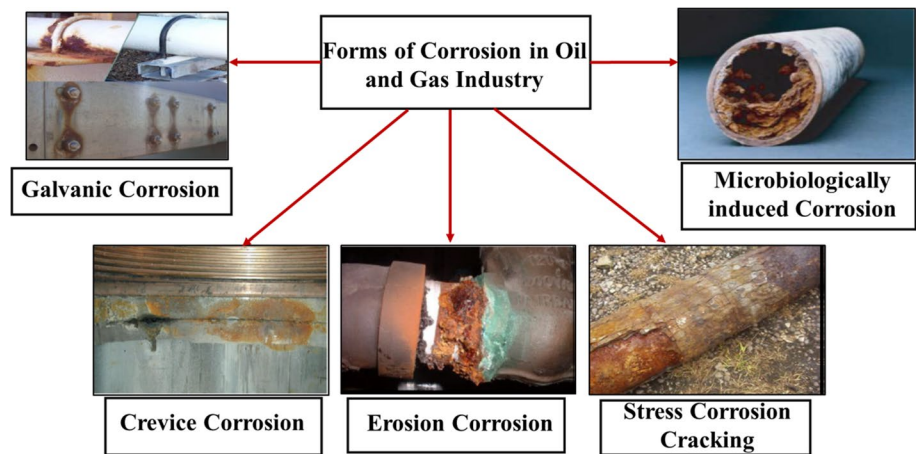 Forms of Corrosion in Oil
and Gas Industry
Galvanic Corrosion
Microbiologically
induced Corrosion
Crevice Corrosion
Erosion Corrosion
Stress Corrosion
Cracking